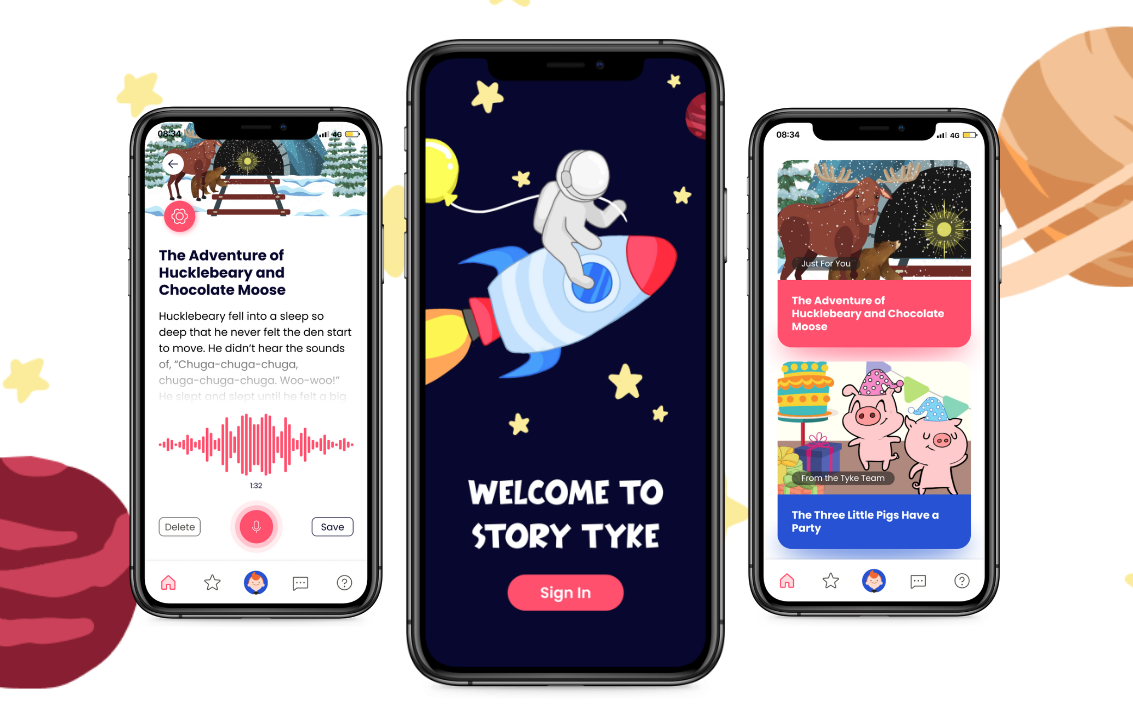 08:34
4G
The Adventure of
Hucklebeary and
Chocolate Moose
Hucklebeary fell into a sleep so
deep that he never felt the den start
to move. He didn't hear the sounds
of, “Chuga-chuga-chuga,
chuga-chuga-chuga. Woo-woo!”
He slept and slept until he felt a big
1:32
Delete
Save
WELCOME TO
STORY TYKE
Sign In
08:34
4G
Just For You
The Adventure of
Hucklebeary and Chocolate
Moose
From the Tyke Team
The Three Little Pigs Have a
Party